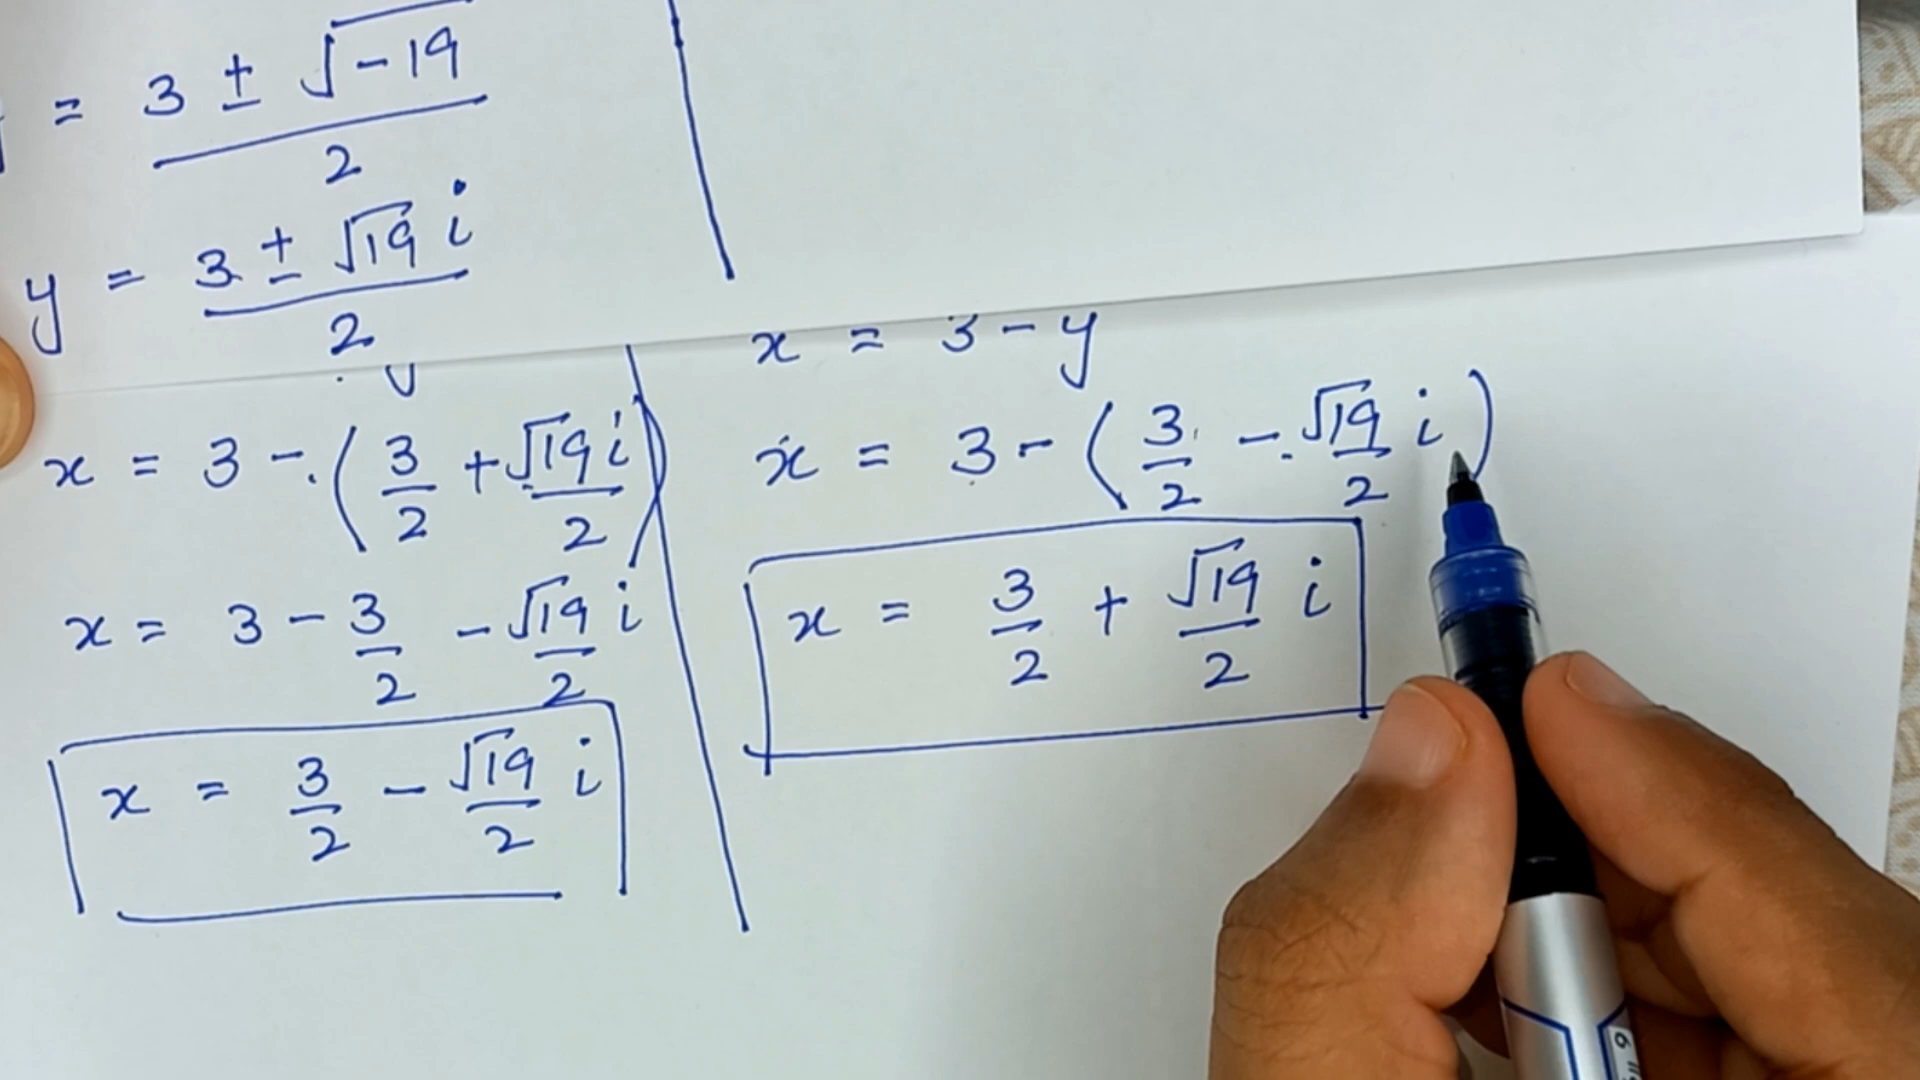 = 3 ± √-19 / 2
y = 3 ± √19 i / 2
x = 3 - (3/2 + √19 i/2)
x = 3 - 3/2 - √19/2 i
x = 3/2 - √19/2 i
x = 3 - y
x = 3 - (3/2 - √19/2 i)
x = 3/2 + √19/2 i